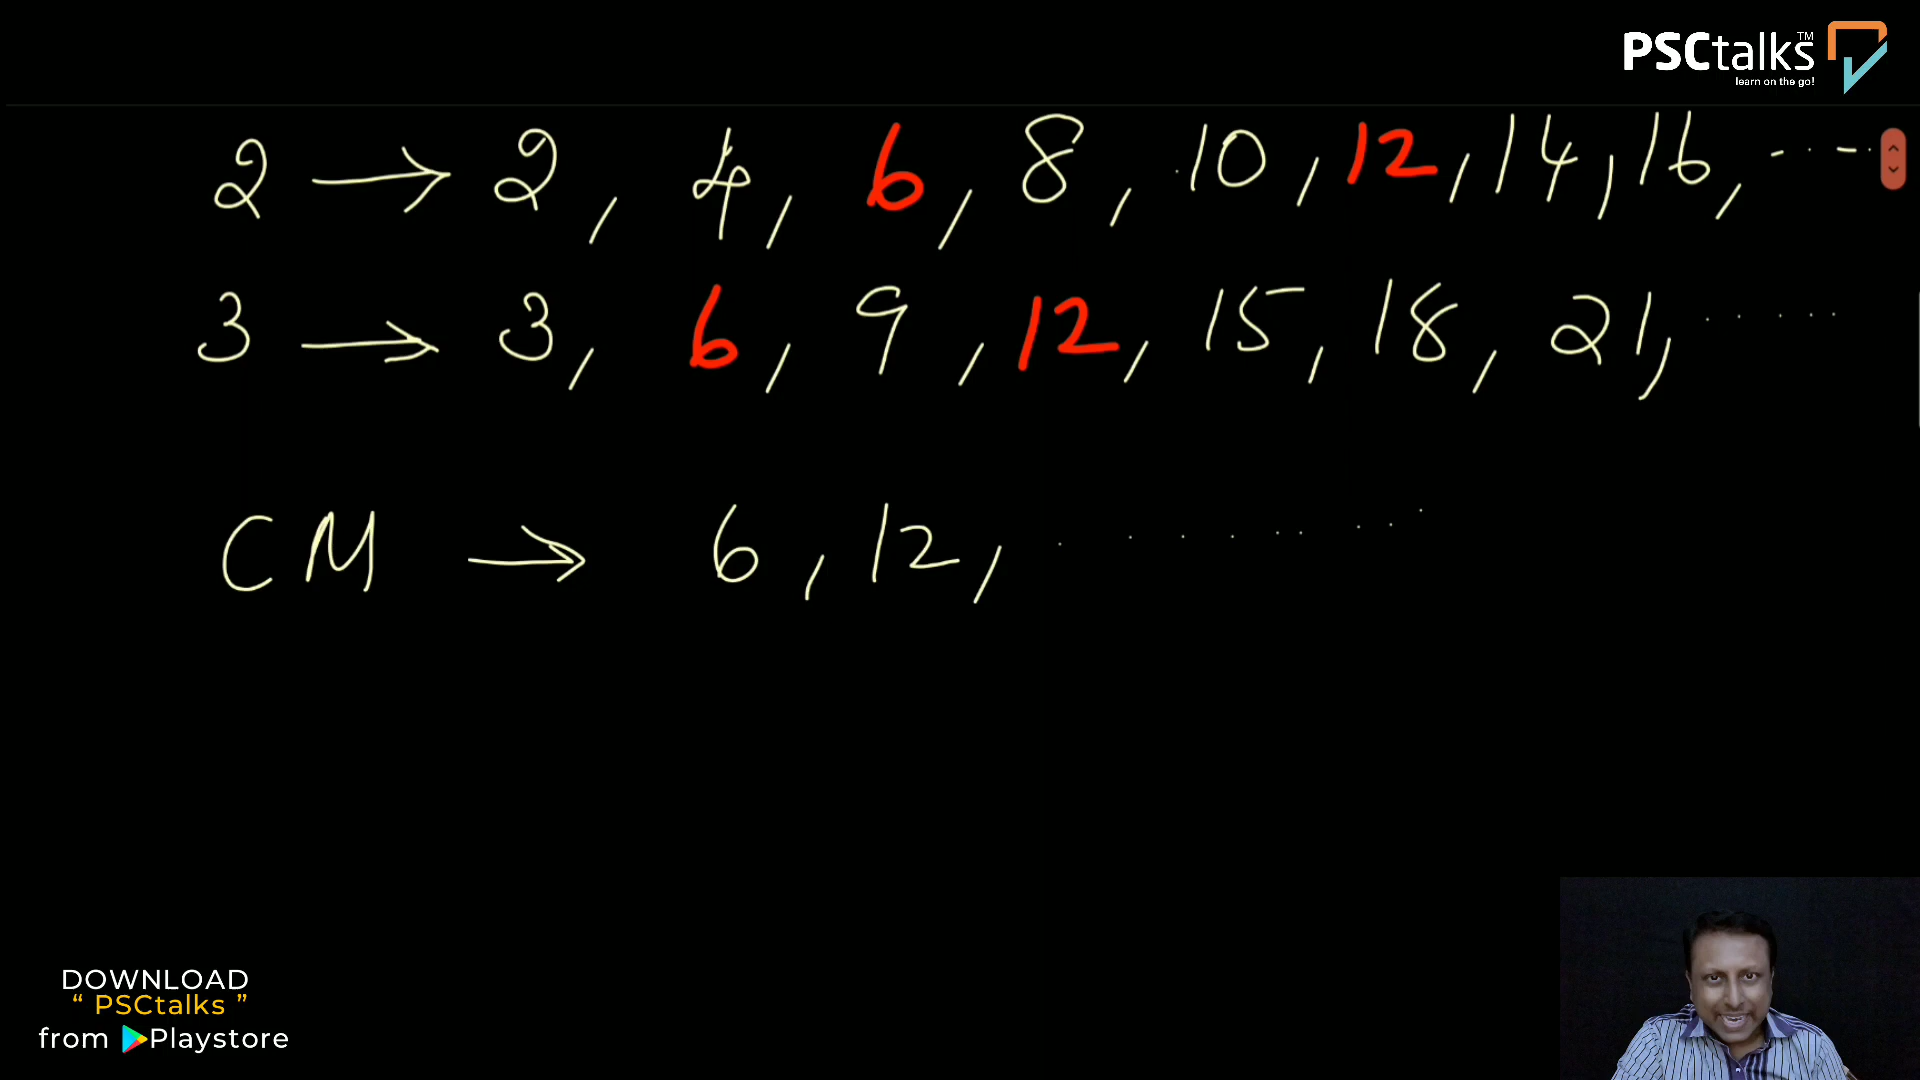 PSCtalks™
learn on the go!
2 → 2, 4, 6, 8, 10, 12, 14, 16, - · - ·
3 → 3, 6, 9, 12, 15, 18, 21, . . . . .
CM → 6, 12, . . . . . . . . .
DOWNLOAD
“ PSCtalks ”
from Playstore